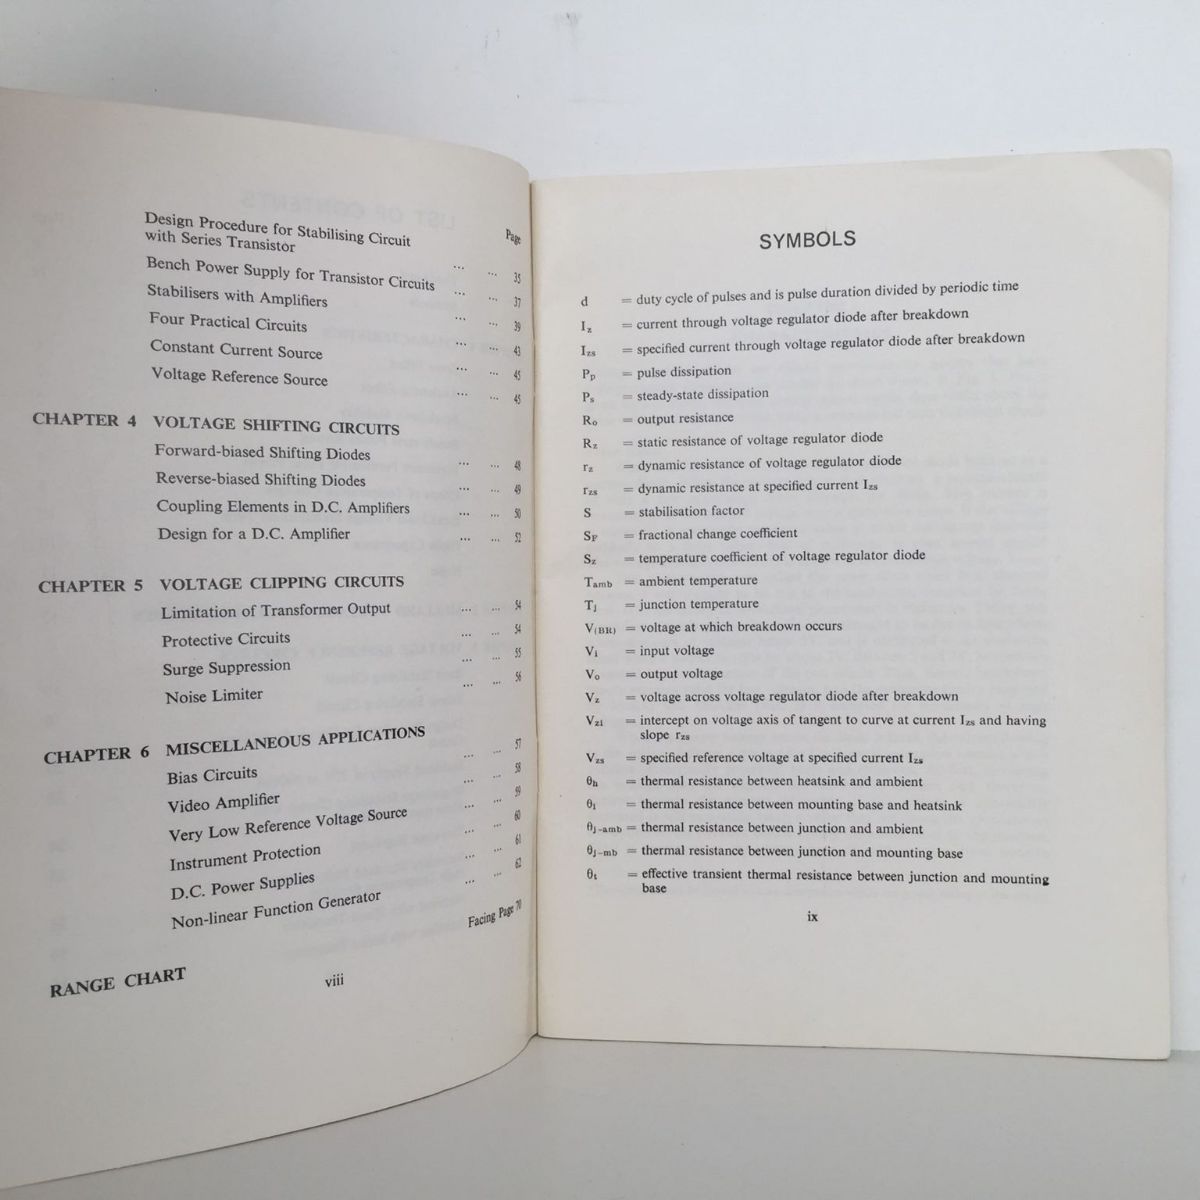 Page
Design Procedure for Stabilising Circuit
with Series Transistor ... ... 35
Bench Power Supply for Transistor Circuits ... ... 37
Stabilisers with Amplifiers ... ... 39
Four Practical Circuits ... ... 43
Constant Current Source ... ... 45
Voltage Reference Source ... ... 45
CHAPTER 4 VOLTAGE SHIFTING CIRCUITS
Forward-biased Shifting Diodes ... ... 48
Reverse-biased Shifting Diodes ... ... 49
Coupling Elements in D.C. Amplifiers ... ... 50
Design for a D.C. Amplifier ... ... 52
CHAPTER 5 VOLTAGE CLIPPING CIRCUITS
Limitation of Transformer Output ... ... 54
Protective Circuits ... ... 54
Surge Suppression ... ... 55
Noise Limiter ... ... 56
CHAPTER 6 MISCELLANEOUS APPLICATIONS
Bias Circuits ... ... 57
Video Amplifier ... ... 58
Very Low Reference Voltage Source ... ... 59
Instrument Protection ... ... 60
D.C. Power Supplies ... ... 61
Non-linear Function Generator ... ... 62
RANGE CHART Facing Page 70
viii
SYMBOLS
d = duty cycle of pulses and is pulse duration divided by periodic time
Iz = current through voltage regulator diode after breakdown
Izs = specified current through voltage regulator diode after breakdown
Pp = pulse dissipation
Ps = steady-state dissipation
Ro = output resistance
Rz = static resistance of voltage regulator diode
rz = dynamic resistance of voltage regulator diode
rzs = dynamic resistance at specified current Izs
S = stabilisation factor
SF = fractional change coefficient
Sz = temperature coefficient of voltage regulator diode
Tamb = ambient temperature
Tj = junction temperature
V(BR) = voltage at which breakdown occurs
Vi = input voltage
Vo = output voltage
Vz = voltage across voltage regulator diode after breakdown
Vzi = intercept on voltage axis of tangent to curve at current Izs and having
slope rzs
Vzs = specified reference voltage at specified current Izs
θh = thermal resistance between heatsink and ambient
θi = thermal resistance between mounting base and heatsink
θj-amb = thermal resistance between junction and ambient
θj-mb = thermal resistance between junction and mounting base
θt = effective transient thermal resistance between junction and mounting
base
ix